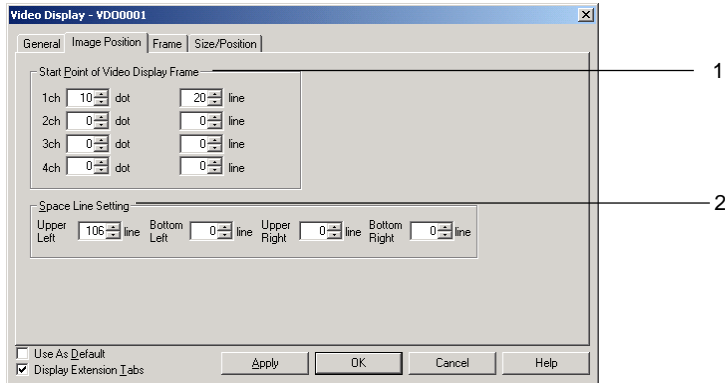 Video Display - VDO0001
General Image Position Frame Size/Position
Start Point of Video Display Frame 1
1ch 10 dot 20 line
2ch 0 dot 0 line
3ch 0 dot 0 line
4ch 0 dot 0 line
Space Line Setting 2
Upper Left 106 line Bottom Left 0 line Upper Right 0 line Bottom Right 0 line
Use As Default
Display Extension Tabs
Apply OK Cancel Help